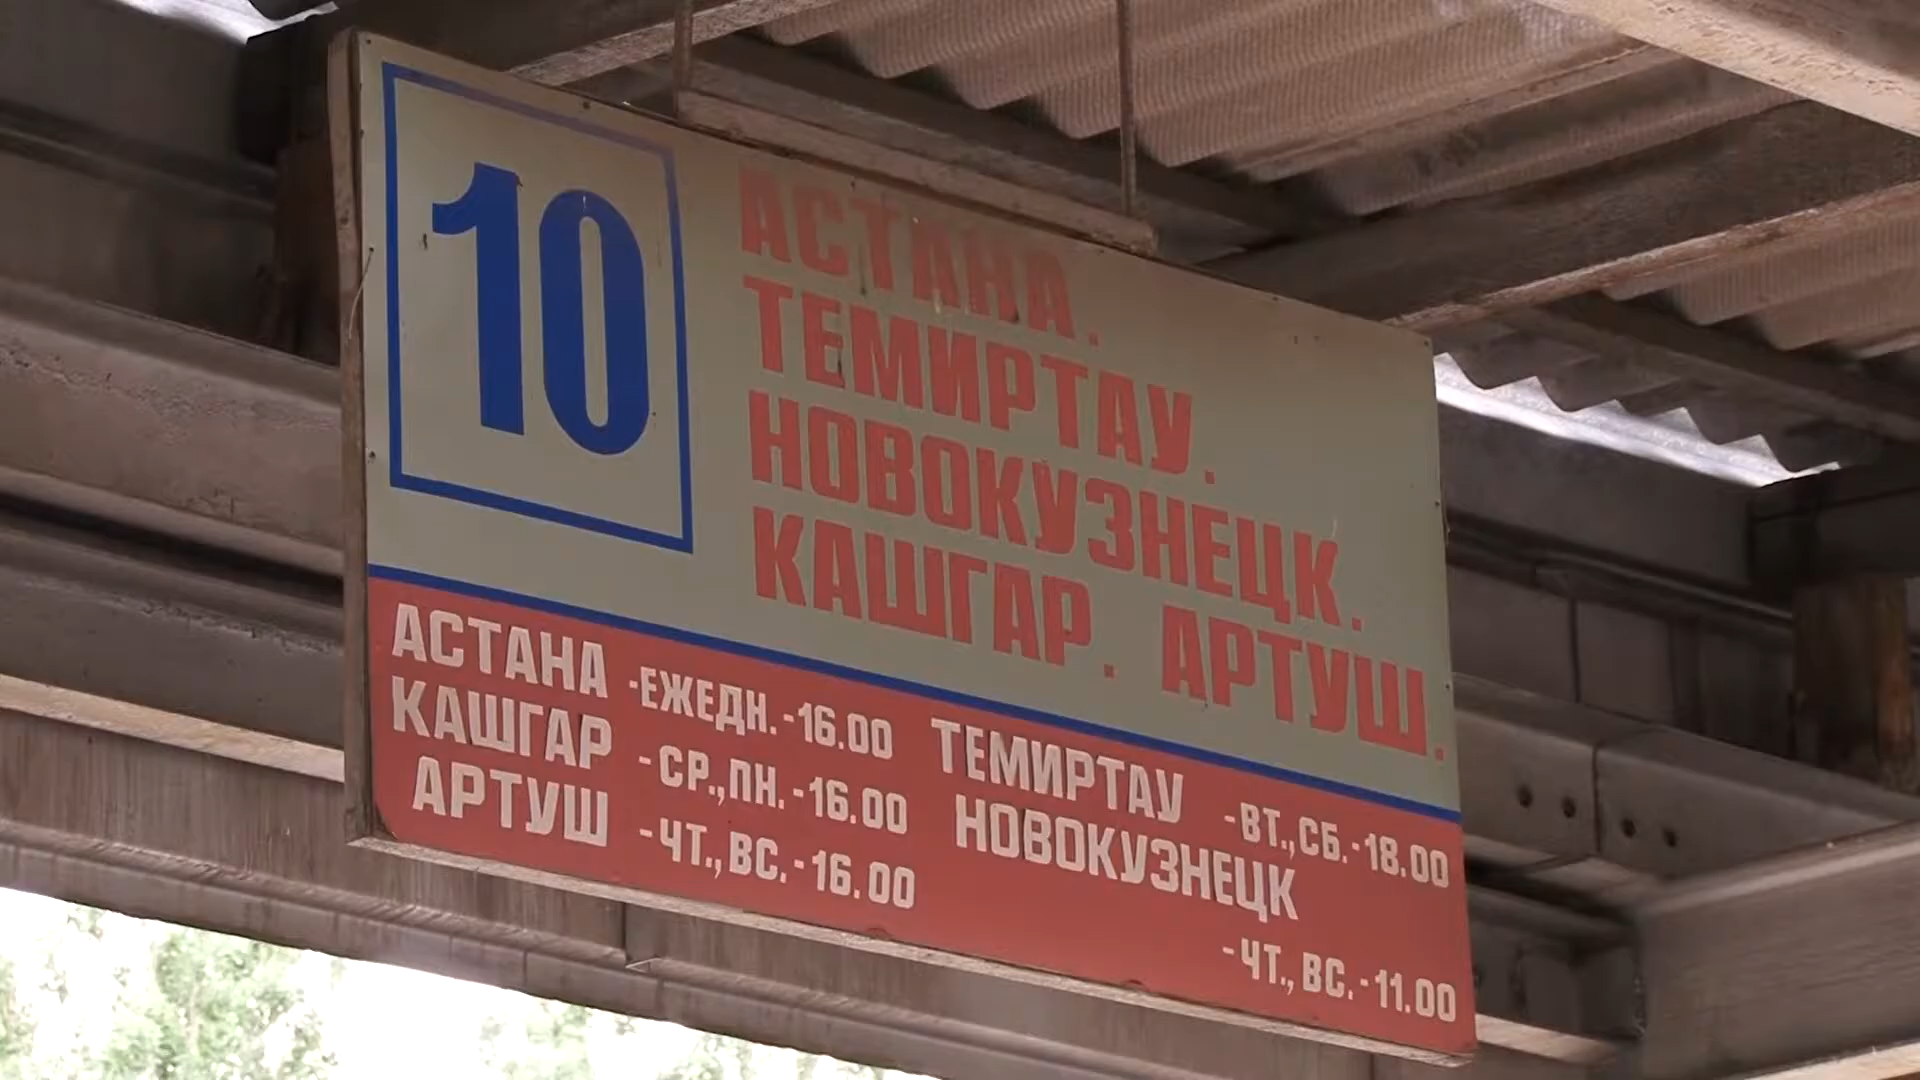 10
АСТАНА.
ТЕМИРТАУ.
НОВОКУЗНЕЦК.
КАШГАР. АРТУШ.
АСТАНА -ЕЖЕДН.-16.00
КАШГАР -СР.,ПН.-16.00
АРТУШ -ЧТ.,ВС.-16.00
ТЕМИРТАУ -ВТ.,СБ.-18.00
НОВОКУЗНЕЦК
-ЧТ.,ВС.-11.00